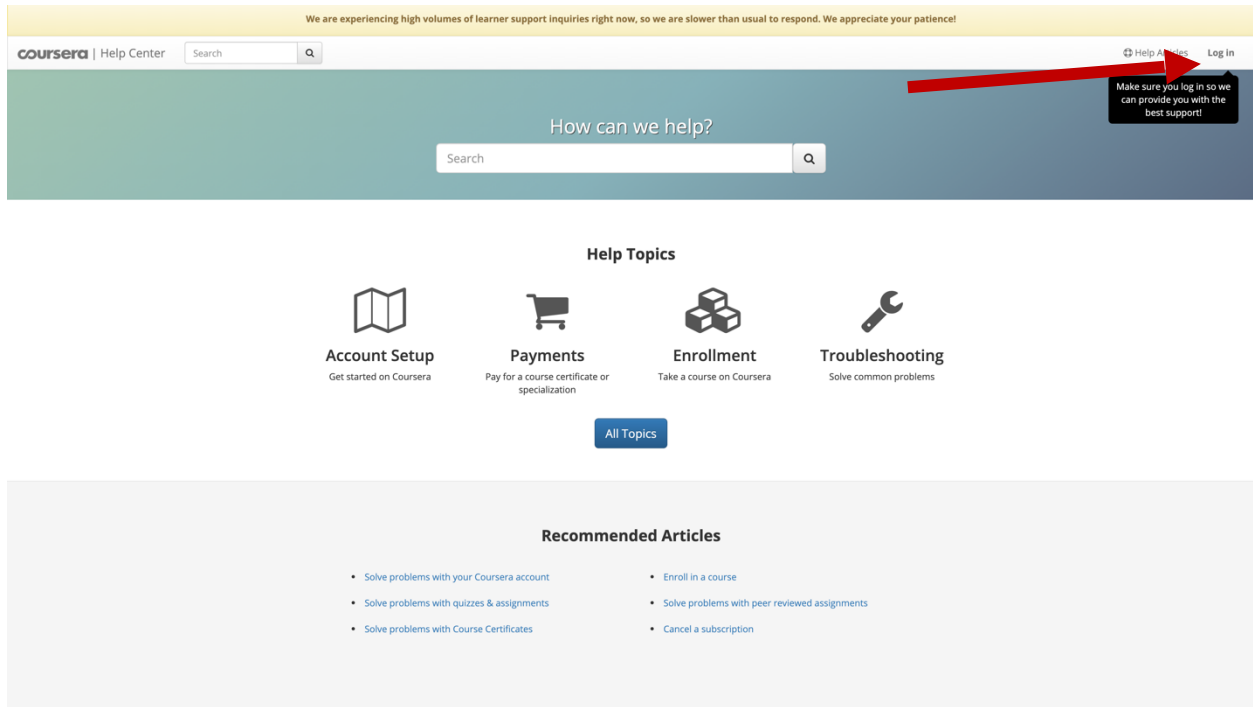 We are experiencing high volumes of learner support inquiries right now, so we are slower than usual to respond. We appreciate your patience!
coursera | Help Center Search Help Articles Log in
Make sure you log in so we
can provide you with the
best support!
How can we help?
Search
Help Topics
Account Setup Payments Enrollment Troubleshooting
Get started on Coursera Pay for a course certificate or Take a course on Coursera Solve common problems
specialization
All Topics
Recommended Articles
• Solve problems with your Coursera account • Enroll in a course
• Solve problems with quizzes & assignments • Solve problems with peer reviewed assignments
• Solve problems with Course Certificates • Cancel a subscription